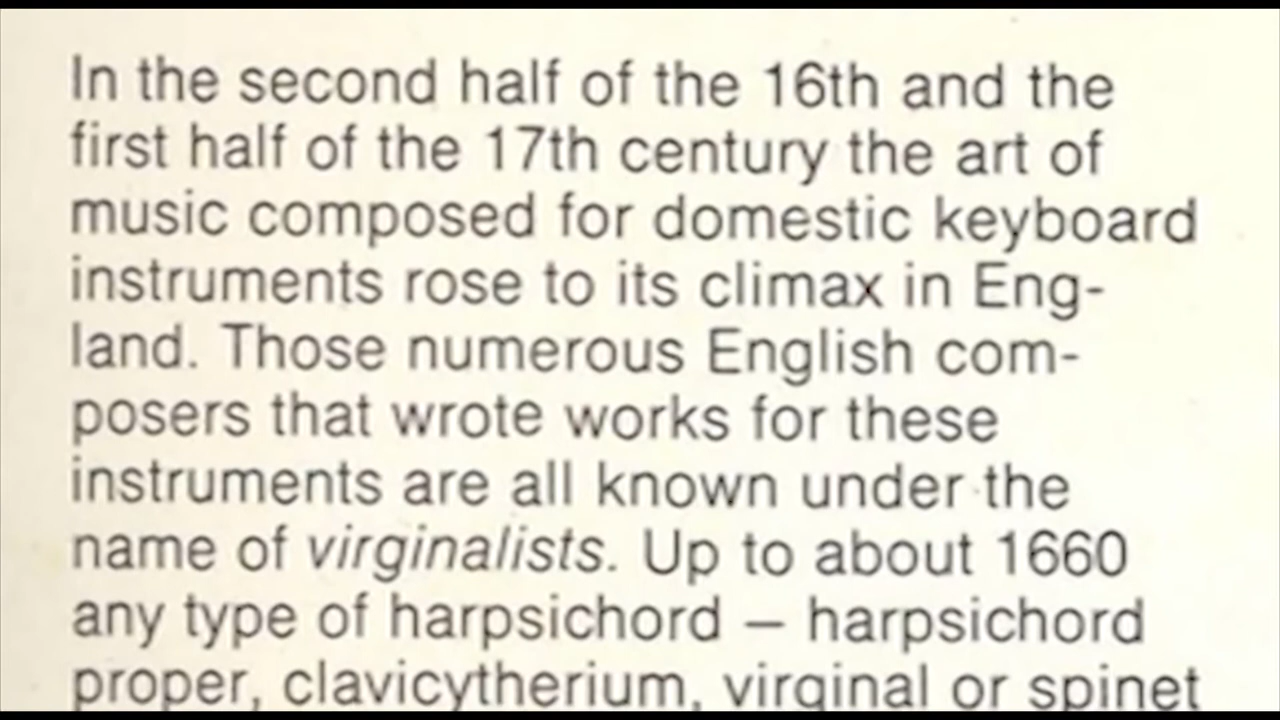 In the second half of the 16th and the
first half of the 17th century the art of
music composed for domestic keyboard
instruments rose to its climax in Eng-
land. Those numerous English com-
posers that wrote works for these
instruments are all known under the
name of virginalists. Up to about 1660
any type of harpsichord – harpsichord
proper, clavicytherium, virginal or spinet